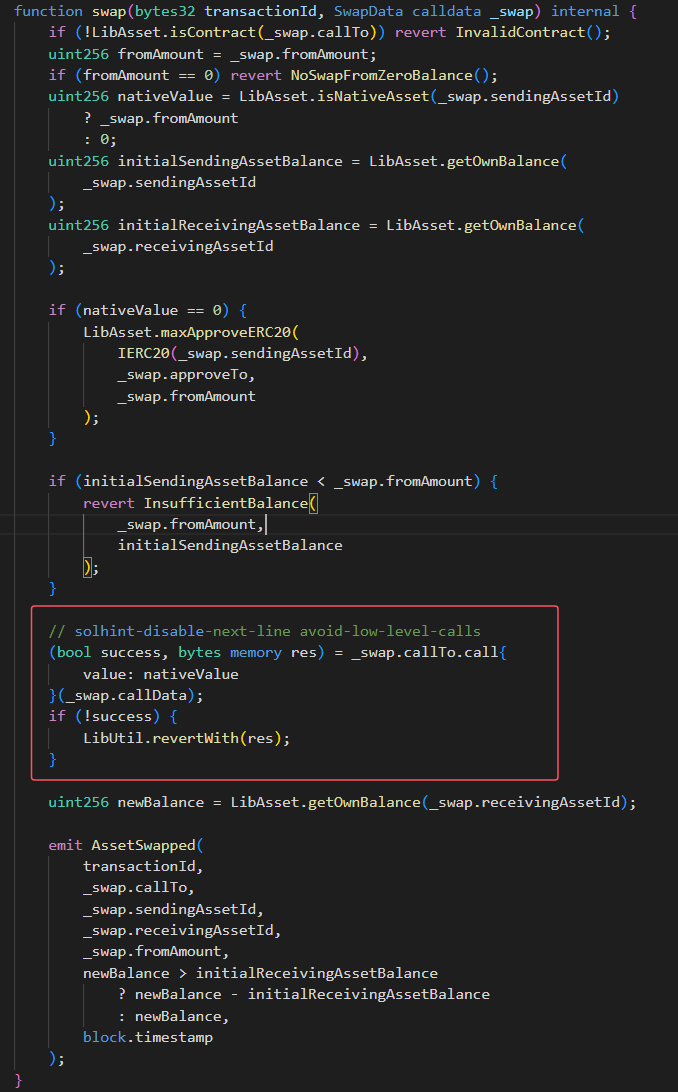 function swap(bytes32 transactionId, SwapData calldata _swap) internal {
if (!LibAsset.isContract(_swap.callTo)) revert InvalidContract();
uint256 fromAmount = _swap.fromAmount;
if (fromAmount == 0) revert NoSwapFromZeroBalance();
uint256 nativeValue = LibAsset.isNativeAsset(_swap.sendingAssetId)
? _swap.fromAmount
: 0;
uint256 initialSendingAssetBalance = LibAsset.getOwnBalance(
_swap.sendingAssetId
);
uint256 initialReceivingAssetBalance = LibAsset.getOwnBalance(
_swap.receivingAssetId
);
if (nativeValue == 0) {
LibAsset.maxApproveERC20(
IERC20(_swap.sendingAssetId),
_swap.approveTo,
_swap.fromAmount
);
}
if (initialSendingAssetBalance < _swap.fromAmount) {
revert InsufficientBalance(
_swap.fromAmount,
initialSendingAssetBalance
);
}
// solhint-disable-next-line avoid-low-level-calls
(bool success, bytes memory res) = _swap.callTo.call{
value: nativeValue
}(_swap.callData);
if (!success) {
LibUtil.revertWith(res);
}
uint256 newBalance = LibAsset.getOwnBalance(_swap.receivingAssetId);
emit AssetSwapped(
transactionId,
_swap.callTo,
_swap.sendingAssetId,
_swap.receivingAssetId,
_swap.fromAmount,
newBalance > initialReceivingAssetBalance
? newBalance - initialReceivingAssetBalance
: newBalance,
block.timestamp
);
}